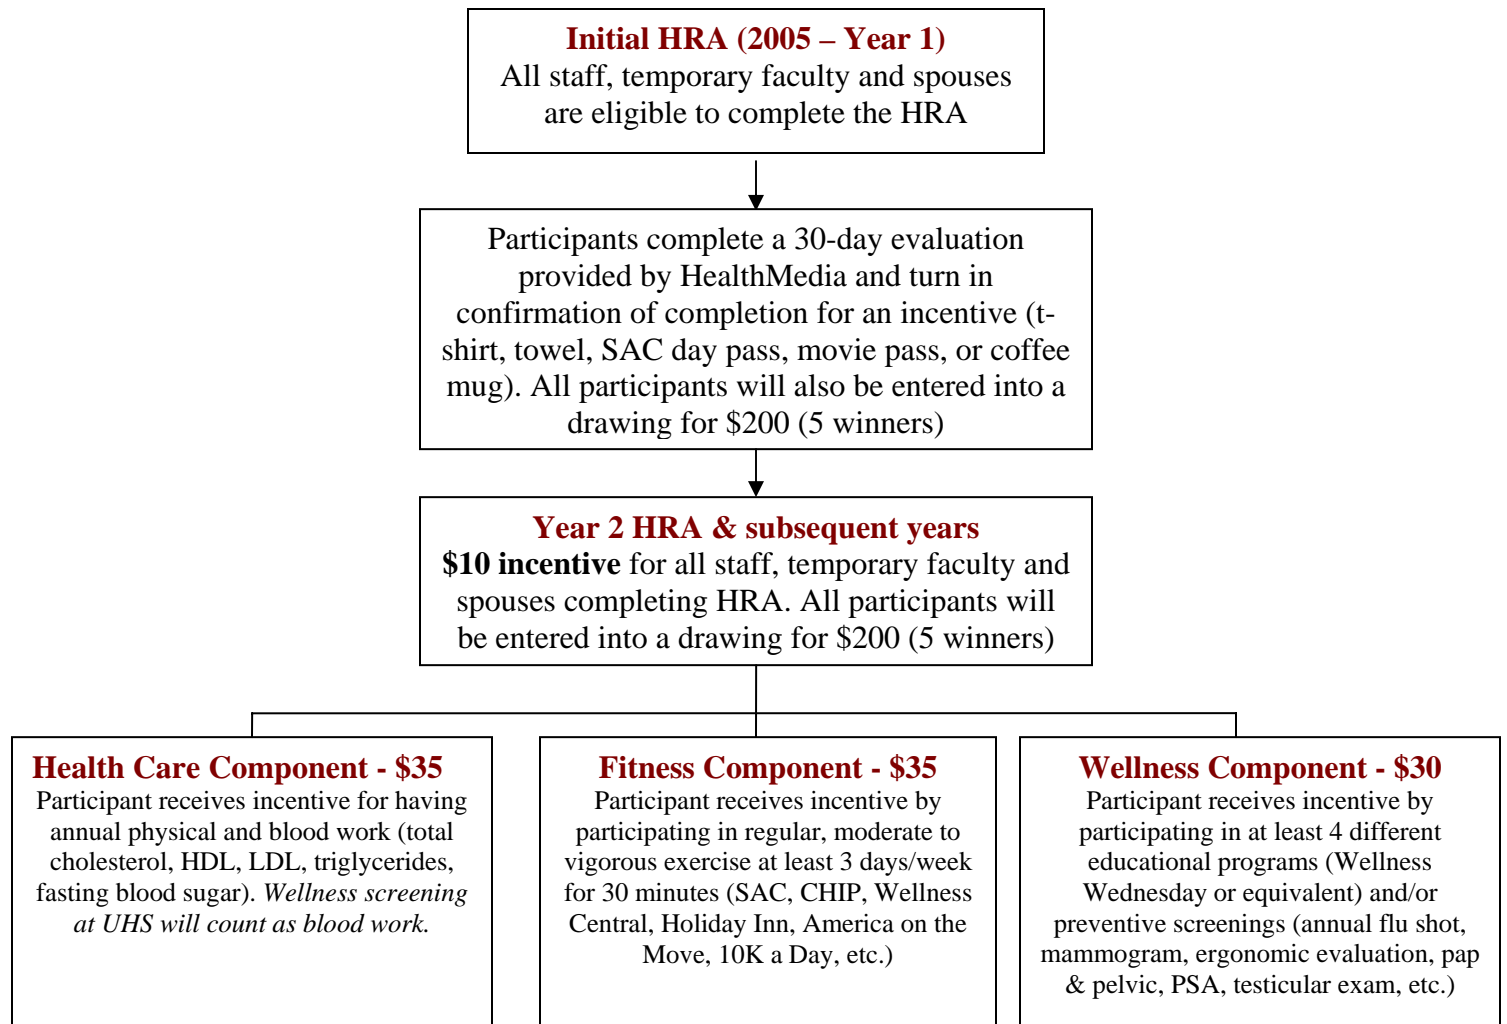 Initial HRA (2005 – Year 1)
All staff, temporary faculty and spouses
are eligible to complete the HRA
Participants complete a 30-day evaluation
provided by HealthMedia and turn in
confirmation of completion for an incentive (t-
shirt, towel, SAC day pass, movie pass, or coffee
mug). All participants will also be entered into a
drawing for $200 (5 winners)
Year 2 HRA & subsequent years
$10 incentive for all staff, temporary faculty and
spouses completing HRA. All participants will
be entered into a drawing for $200 (5 winners)
Health Care Component - $35
Participant receives incentive for having
annual physical and blood work (total
cholesterol, HDL, LDL, triglycerides,
fasting blood sugar). Wellness screening
at UHS will count as blood work.
Fitness Component - $35
Participant receives incentive by
participating in regular, moderate to
vigorous exercise at least 3 days/week
for 30 minutes (SAC, CHIP, Wellness
Central, Holiday Inn, America on the
Move, 10K a Day, etc.)
Wellness Component - $30
Participant receives incentive by
participating in at least 4 different
educational programs (Wellness
Wednesday or equivalent) and/or
preventive screenings (annual flu shot,
mammogram, ergonomic evaluation, pap
& pelvic, PSA, testicular exam, etc.)